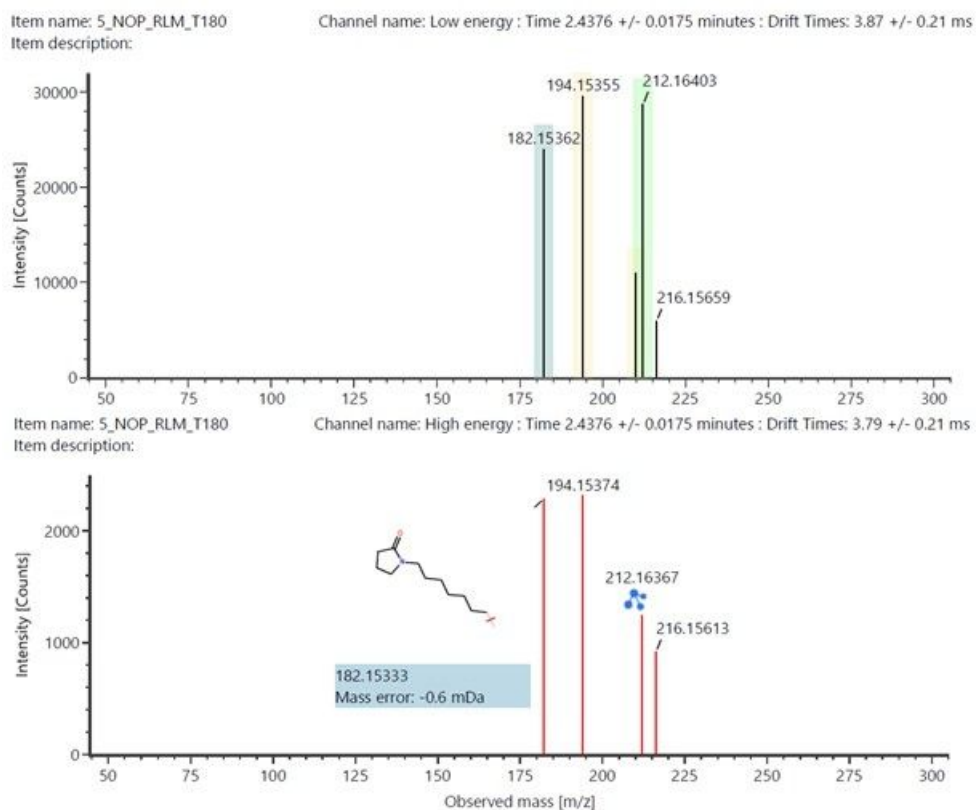 Item name: 5_NOP_RLM_T180 Channel name: Low energy : Time 2.4376 +/- 0.0175 minutes : Drift Times: 3.87 +/- 0.21 ms
Item description:
30000
20000
10000
0
Intensity [Counts]
182.15362
194.15355
212.16403
216.15659
50 75 100 125 150 175 200 225 250 275 300
Item name: 5_NOP_RLM_T180 Channel name: High energy : Time 2.4376 +/- 0.0175 minutes : Drift Times: 3.79 +/- 0.21 ms
Item description:
2000
1000
0
Intensity [Counts]
194.15374
212.16367
216.15613
182.15333
Mass error: -0.6 mDa
50 75 100 125 150 175 200 225 250 275 300
Observed mass [m/z]